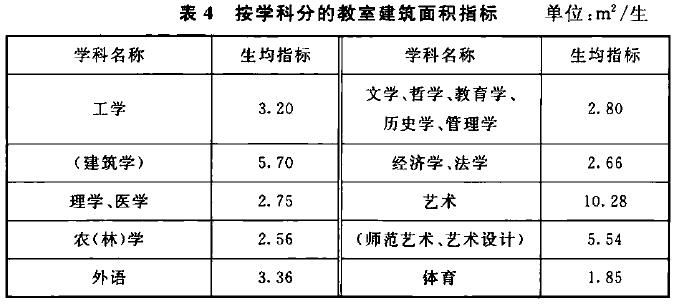 表 4 按学科分的教室建筑面积指标 单位:m²/生
学科名称 生均指标 学科名称 生均指标
工学 3.20 文学、哲学、教育学、
历史学、管理学 2.80
(建筑学) 5.70 经济学、法学 2.66
理学、医学 2.75 艺术 10.28
农(林)学 2.56 (师范艺术、艺术设计) 5.54
外语 3.36 体育 1.85